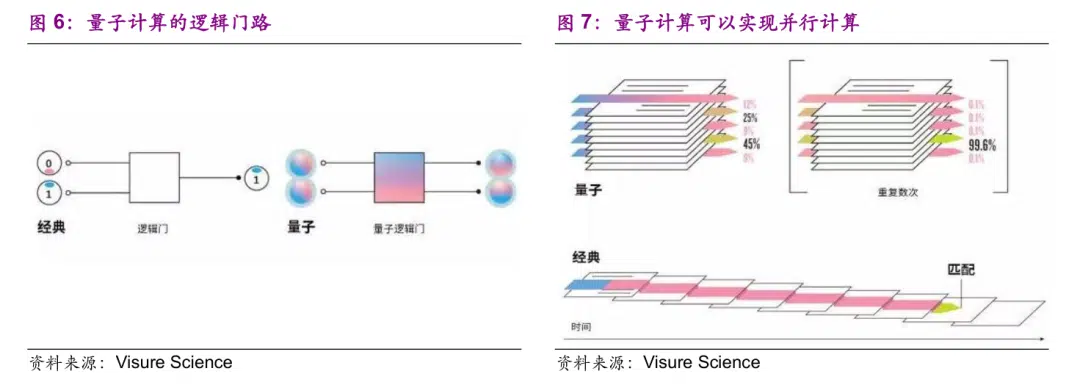 图 6：量子计算的逻辑门路
0
1
1
经典
逻辑门
量子
量子逻辑门
资料来源：Visure Science
图 7：量子计算可以实现并行计算
12%
25%
45%
量子
0.1%
0.1%
0.1%
99.6%
0.1%
重复数次
经典
匹配
时间
资料来源：Visure Science